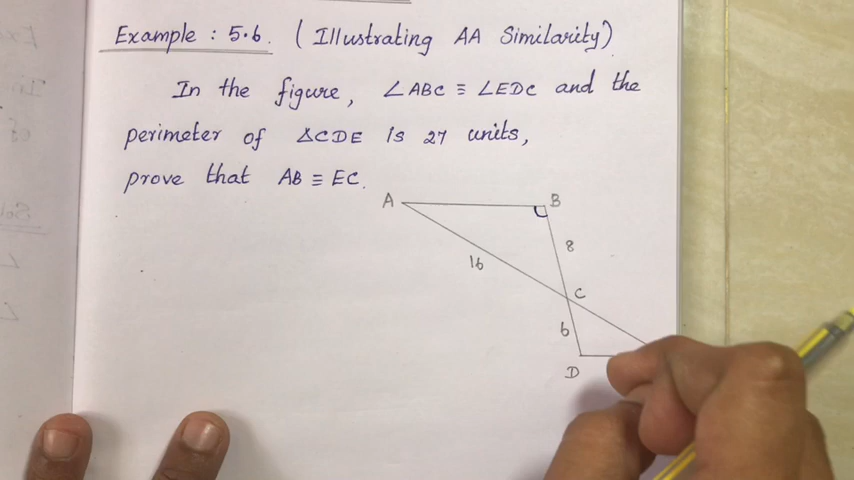 Example : 5.6. ( Illustrating AA Similarity)
In the figure, ∠ABC ≡ ∠EDC and the
perimeter of ΔCDE is 27 units,
prove that AB ≡ EC.
A
B
8
16
C
6
D